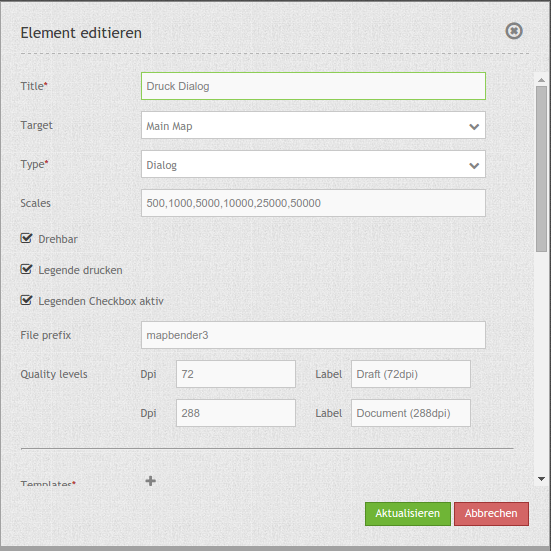 Element editieren
Title* Druck Dialog
Target Main Map
Type* Dialog
Scales 500,1000,5000,10000,25000,50000
Drehbar
Legende drucken
Legenden Checkbox aktiv
File prefix mapbender3
Quality levels Dpi 72 Label Draft (72dpi)
Dpi 288 Label Document (288dpi)
Templates* +
Aktualisieren Abbrechen